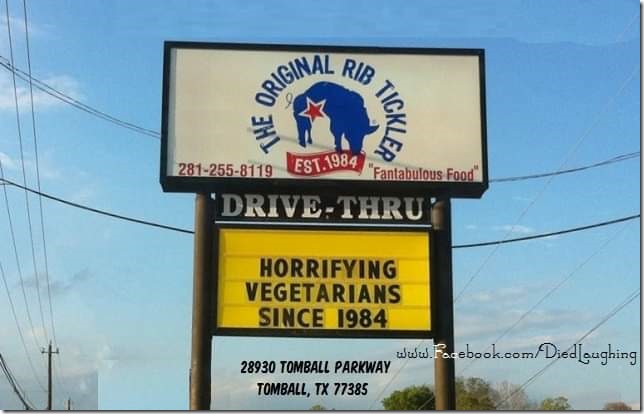 THE ORIGINAL RIB TICKLER
EST.1984
281-255-8119 "Fantabulous Food"
DRIVE-THRU
HORRIFYING
VEGETARIANS
SINCE 1984
www.Facebook.com/DiedLaughing
28930 TOMBALL PARKWAY
TOMBALL, TX 77385